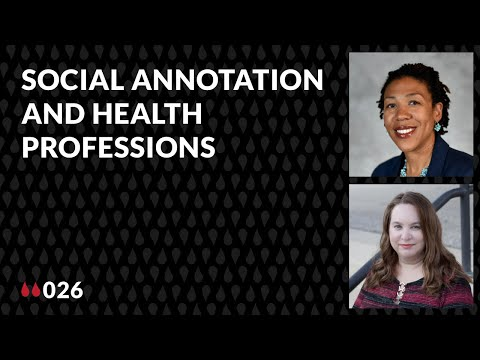 SOCIAL ANNOTATION
AND HEALTH
PROFESSIONS
026